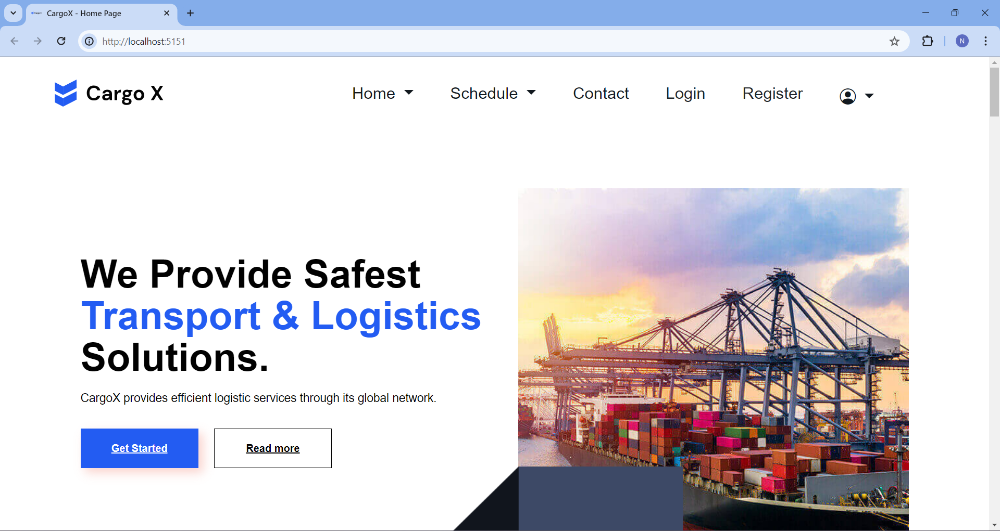 CargoX - Home Page
http://localhost:5151
N
Cargo X
Home
Schedule
Contact
Login
Register
We Provide Safest
Transport & Logistics
Solutions.
CargoX provides efficient logistic services through its global network.
Get Started
Read more